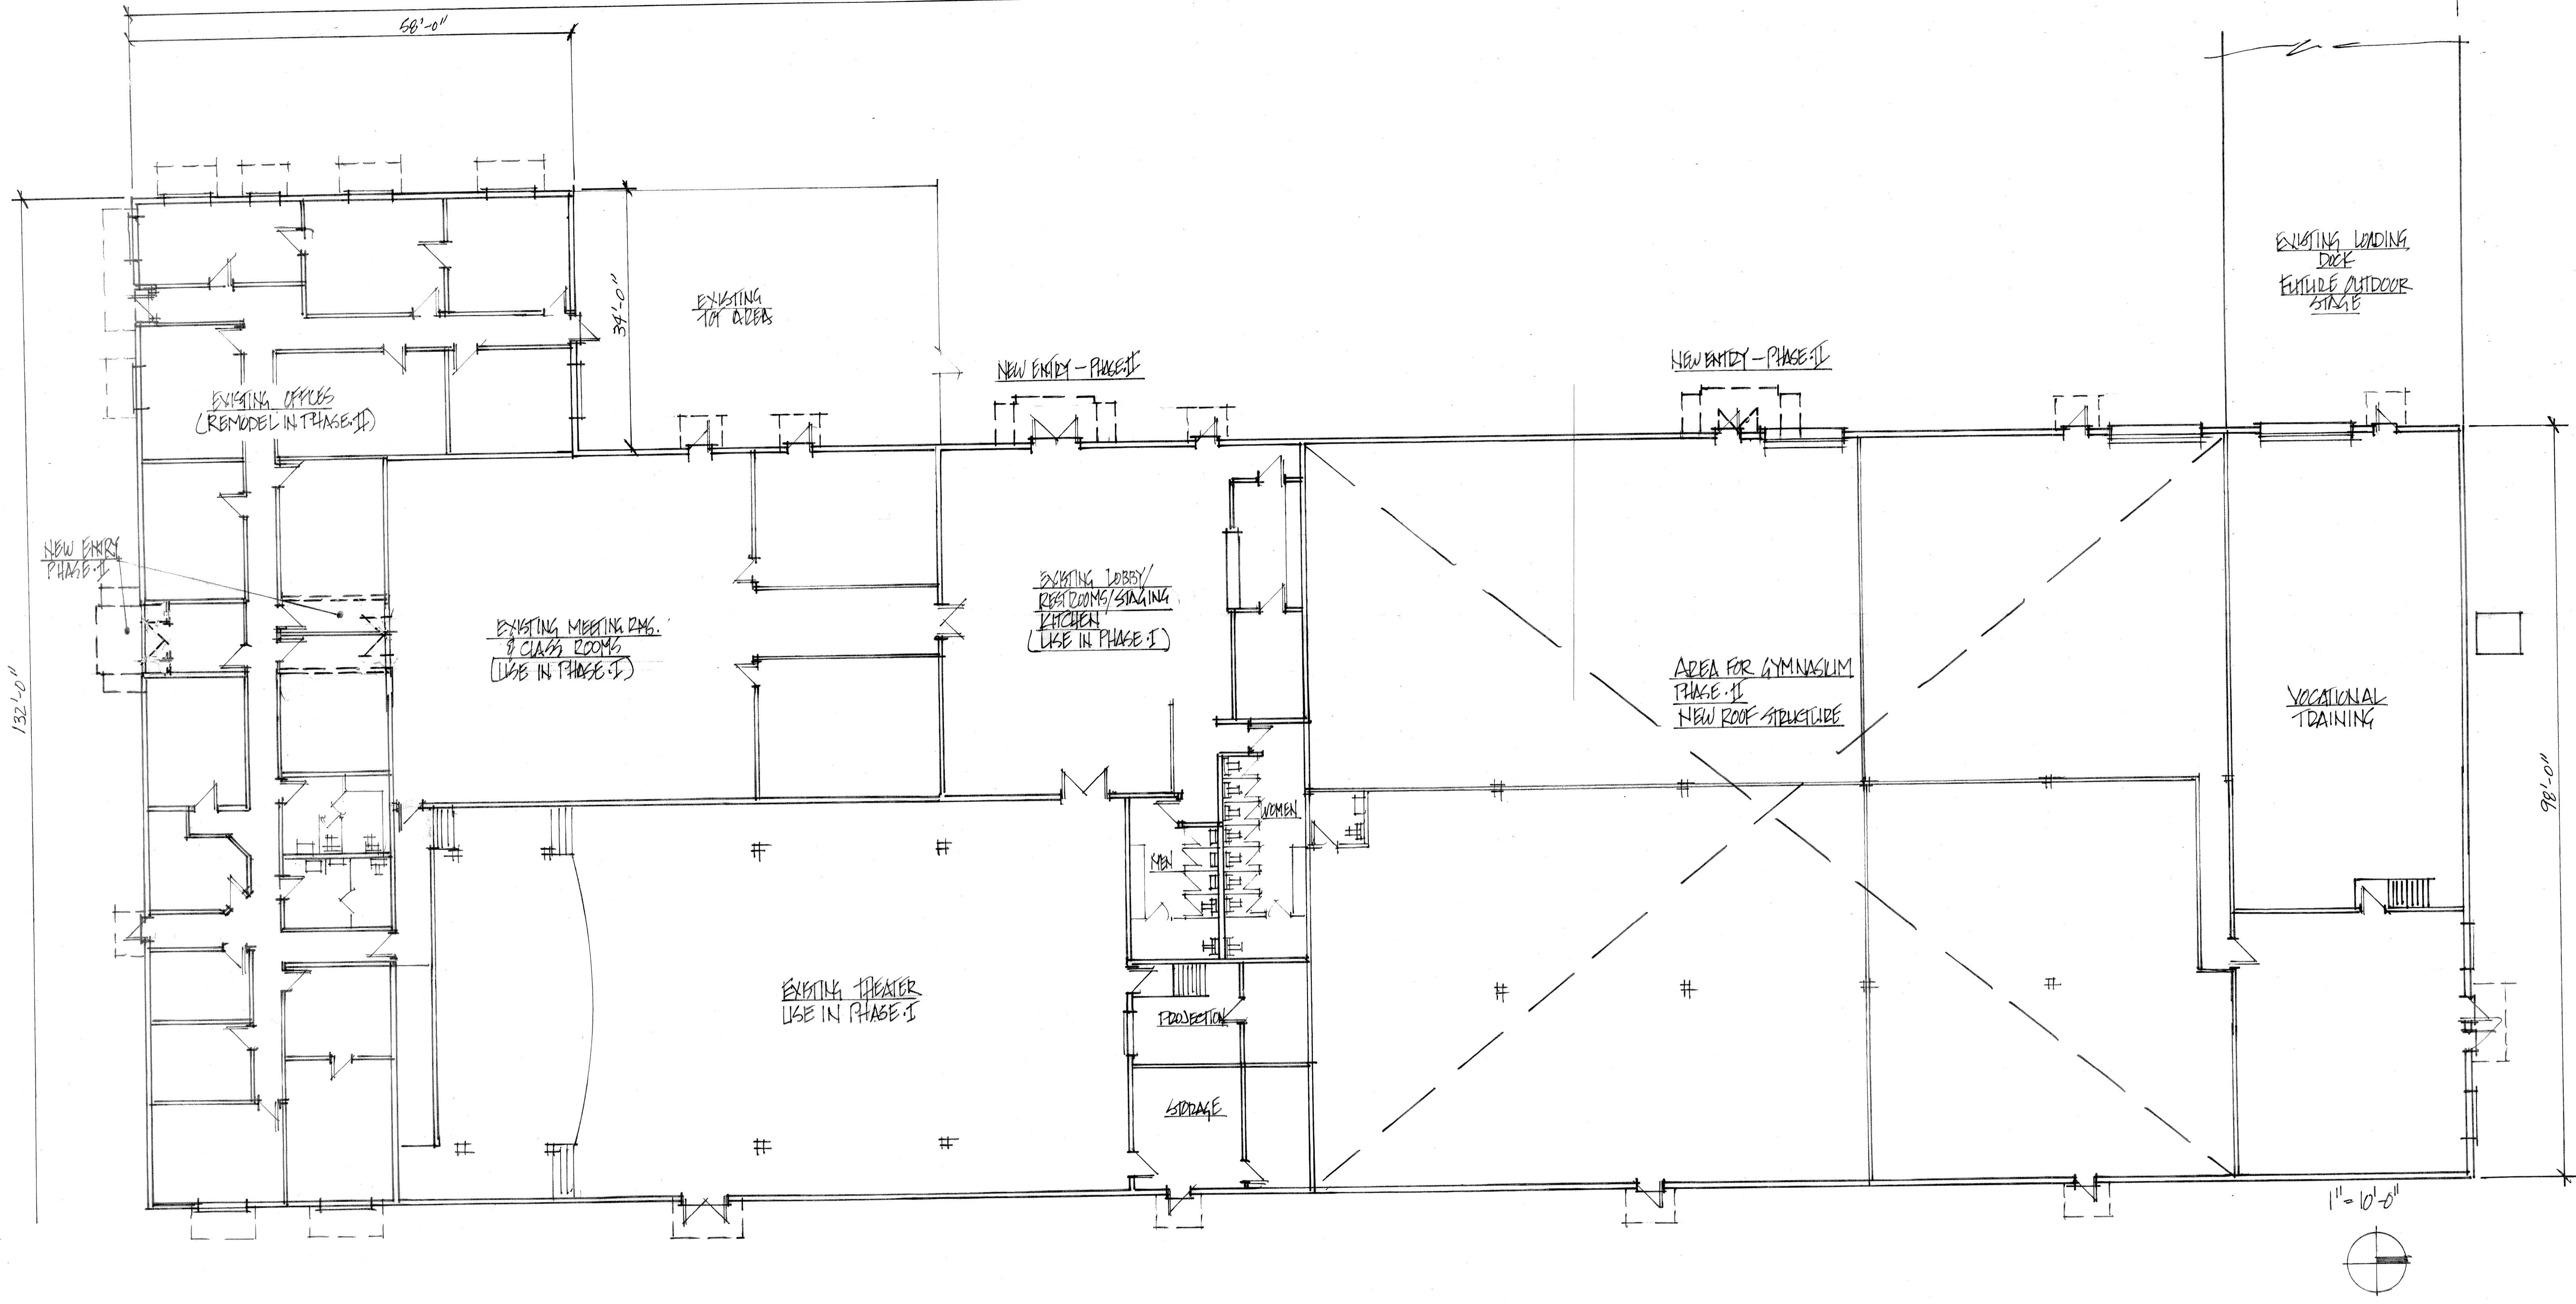 58'-0"
34'-0"
132'-0"
98'-0"
EXISTING
TOT AREA
EXISTING LOADING
DOCK
FUTURE OUTDOOR
STAGE
NEW ENTRY - PHASE·II
NEW ENTRY - PHASE·II
EXISTING OFFICES
(REMODEL IN PHASE·II)
NEW ENTRY
PHASE·I
EXISTING MEETING RMS.
& CLASS ROOMS
(USE IN PHASE·I)
EXISTING LOBBY/
RESTROOMS/STAGING
KITCHEN
(USE IN PHASE·I)
AREA FOR GYMNASIUM
PHASE·II
NEW ROOF STRUCTURE
VOCATIONAL
TRAINING
WOMEN
MEN
EXISTING THEATER
USE IN PHASE·I
PROJECTION
STORAGE
1"=10'-0"